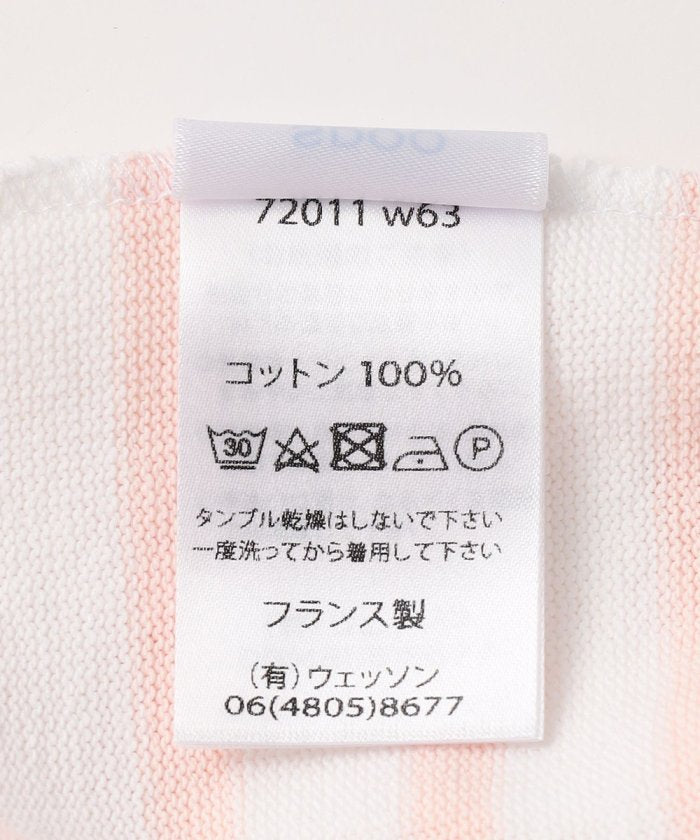 72011 w63
コットン 100%
30
P
タンブル乾燥はしないで下さい
一度洗ってから着用して下さい
フランス製
(有)ウェッソン
06(4805)8677